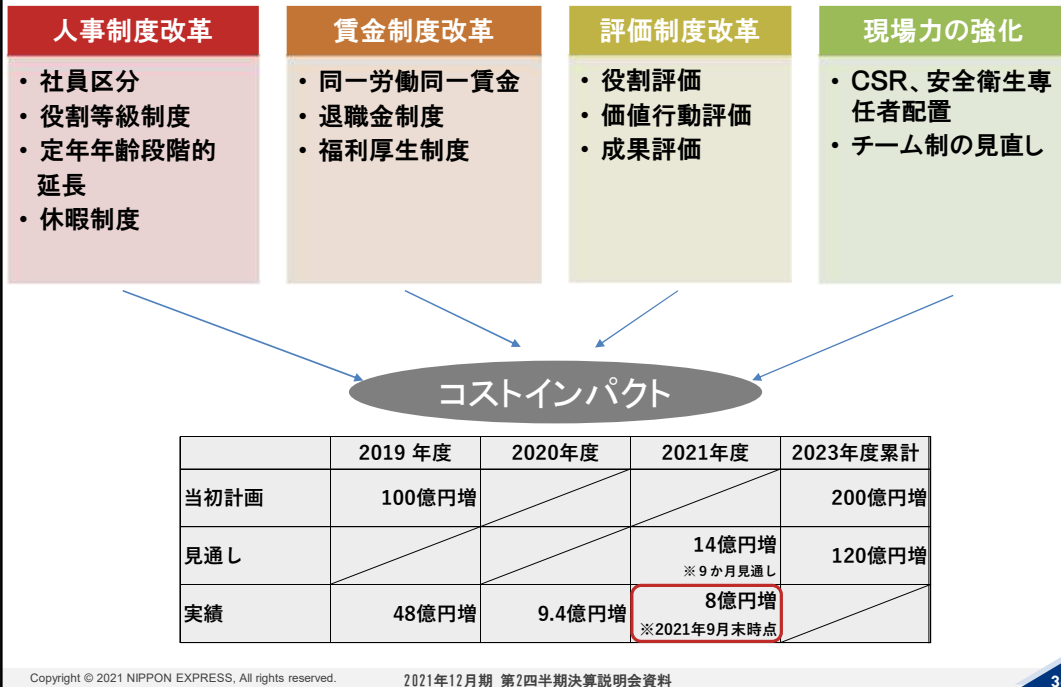 人事制度改革
・ 社員区分
・ 役割等級制度
・ 定年年齢段階的
延長
・ 休暇制度
賃金制度改革
・ 同一労働同一賃金
・ 退職金制度
・ 福利厚生制度
評価制度改革
・ 役割評価
・ 価値行動評価
・ 成果評価
現場力の強化
・ CSR、安全衛生専
任者配置
・ チーム制の見直し
コストインパクト
2019 年度 2020年度 2021年度 2023年度累計
当初計画 100億円増 200億円増
見通し 14億円増 120億円増
※９か月見通し
実績 48億円増 9.4億円増 8億円増
※2021年9月末時点
Copyright © 2021 NIPPON EXPRESS, All rights reserved. 2021年12月期 第2四半期決算説明会資料 3